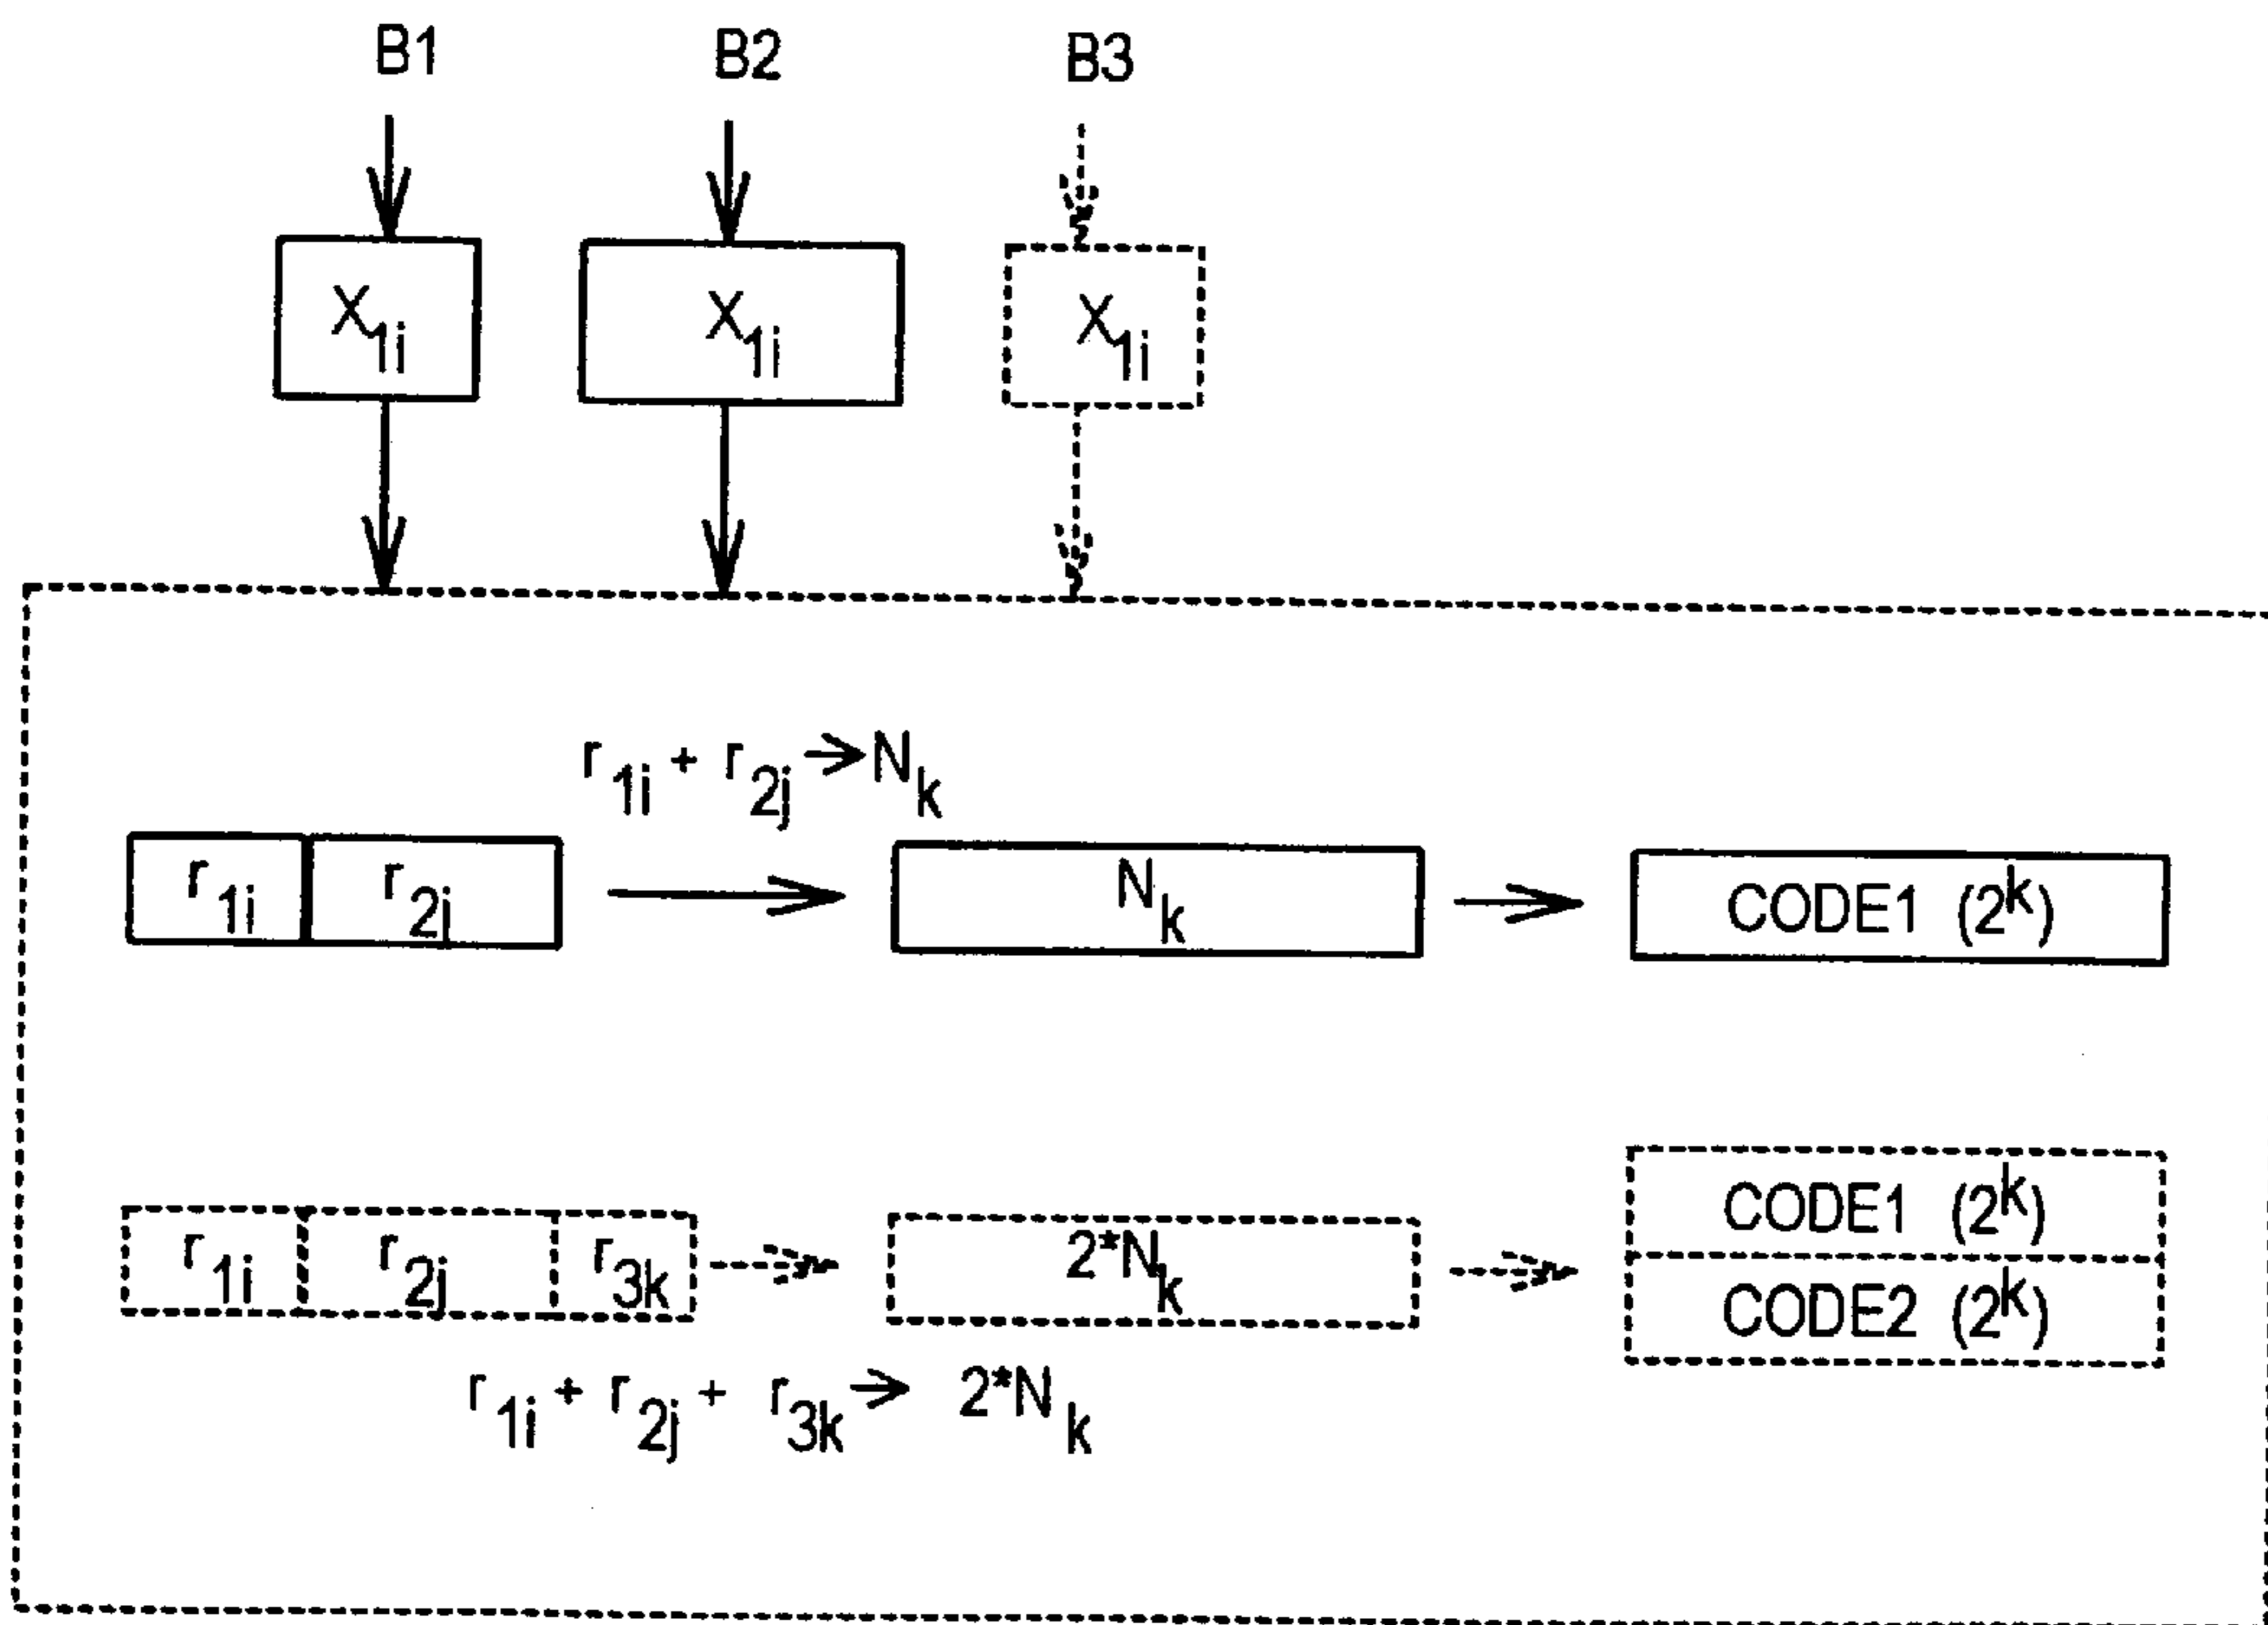 B1 B2 B3
X₁ᵢ X₁ᵢ X₁ᵢ
r₁ᵢ + r₂ⱼ → Nₖ
r₁ᵢ r₂ⱼ Nₖ CODE1 (2ᵏ)
CODE1 (2ᵏ)
r₁ᵢ r₂ⱼ r₃ₖ 2*Nₖ
CODE2 (2ᵏ)
r₁ᵢ + r₂ⱼ + r₃ₖ → 2*Nₖ